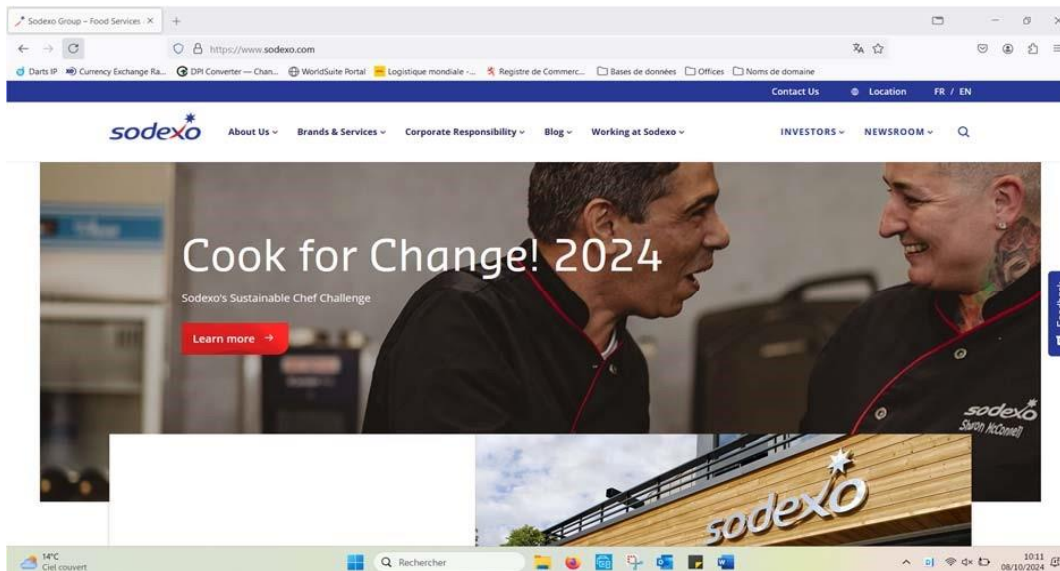 Sodexo Group – Food Services
https://www.sodexo.com
Darts IP Currency Exchange Ra... DPI Converter — Chan... WorldSuite Portal Logistique mondiale -... Registre de Commerc... Bases de données Offices Noms de domaine
Contact Us Location FR / EN
sodexo About Us Brands & Services Corporate Responsibility Blog Working at Sodexo INVESTORS NEWSROOM
Cook for Change! 2024
Sodexo's Sustainable Chef Challenge
Learn more →
sodexo
Sharon McConnell
sodexo
14°C
Ciel couvert
Rechercher
10:11
08/10/2024